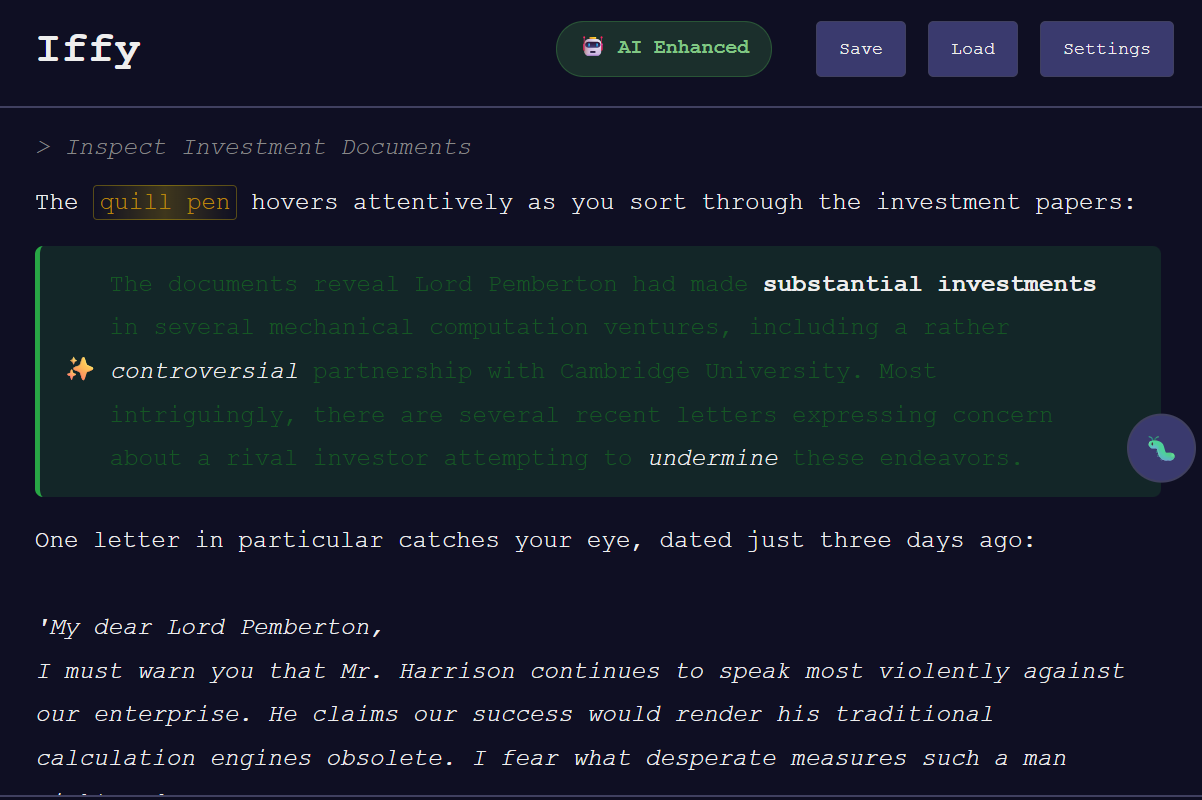 Iffy
AI Enhanced
Save
Load
Settings
> Inspect Investment Documents
The quill pen hovers attentively as you sort through the investment papers:
The documents reveal Lord Pemberton had made substantial investments
in several mechanical computation ventures, including a rather
controversial partnership with Cambridge University. Most
intriguingly, there are several recent letters expressing concern
about a rival investor attempting to undermine these endeavors.
One letter in particular catches your eye, dated just three days ago:
'My dear Lord Pemberton,
I must warn you that Mr. Harrison continues to speak most violently against
our enterprise. He claims our success would render his traditional
calculation engines obsolete. I fear what desperate measures such a man